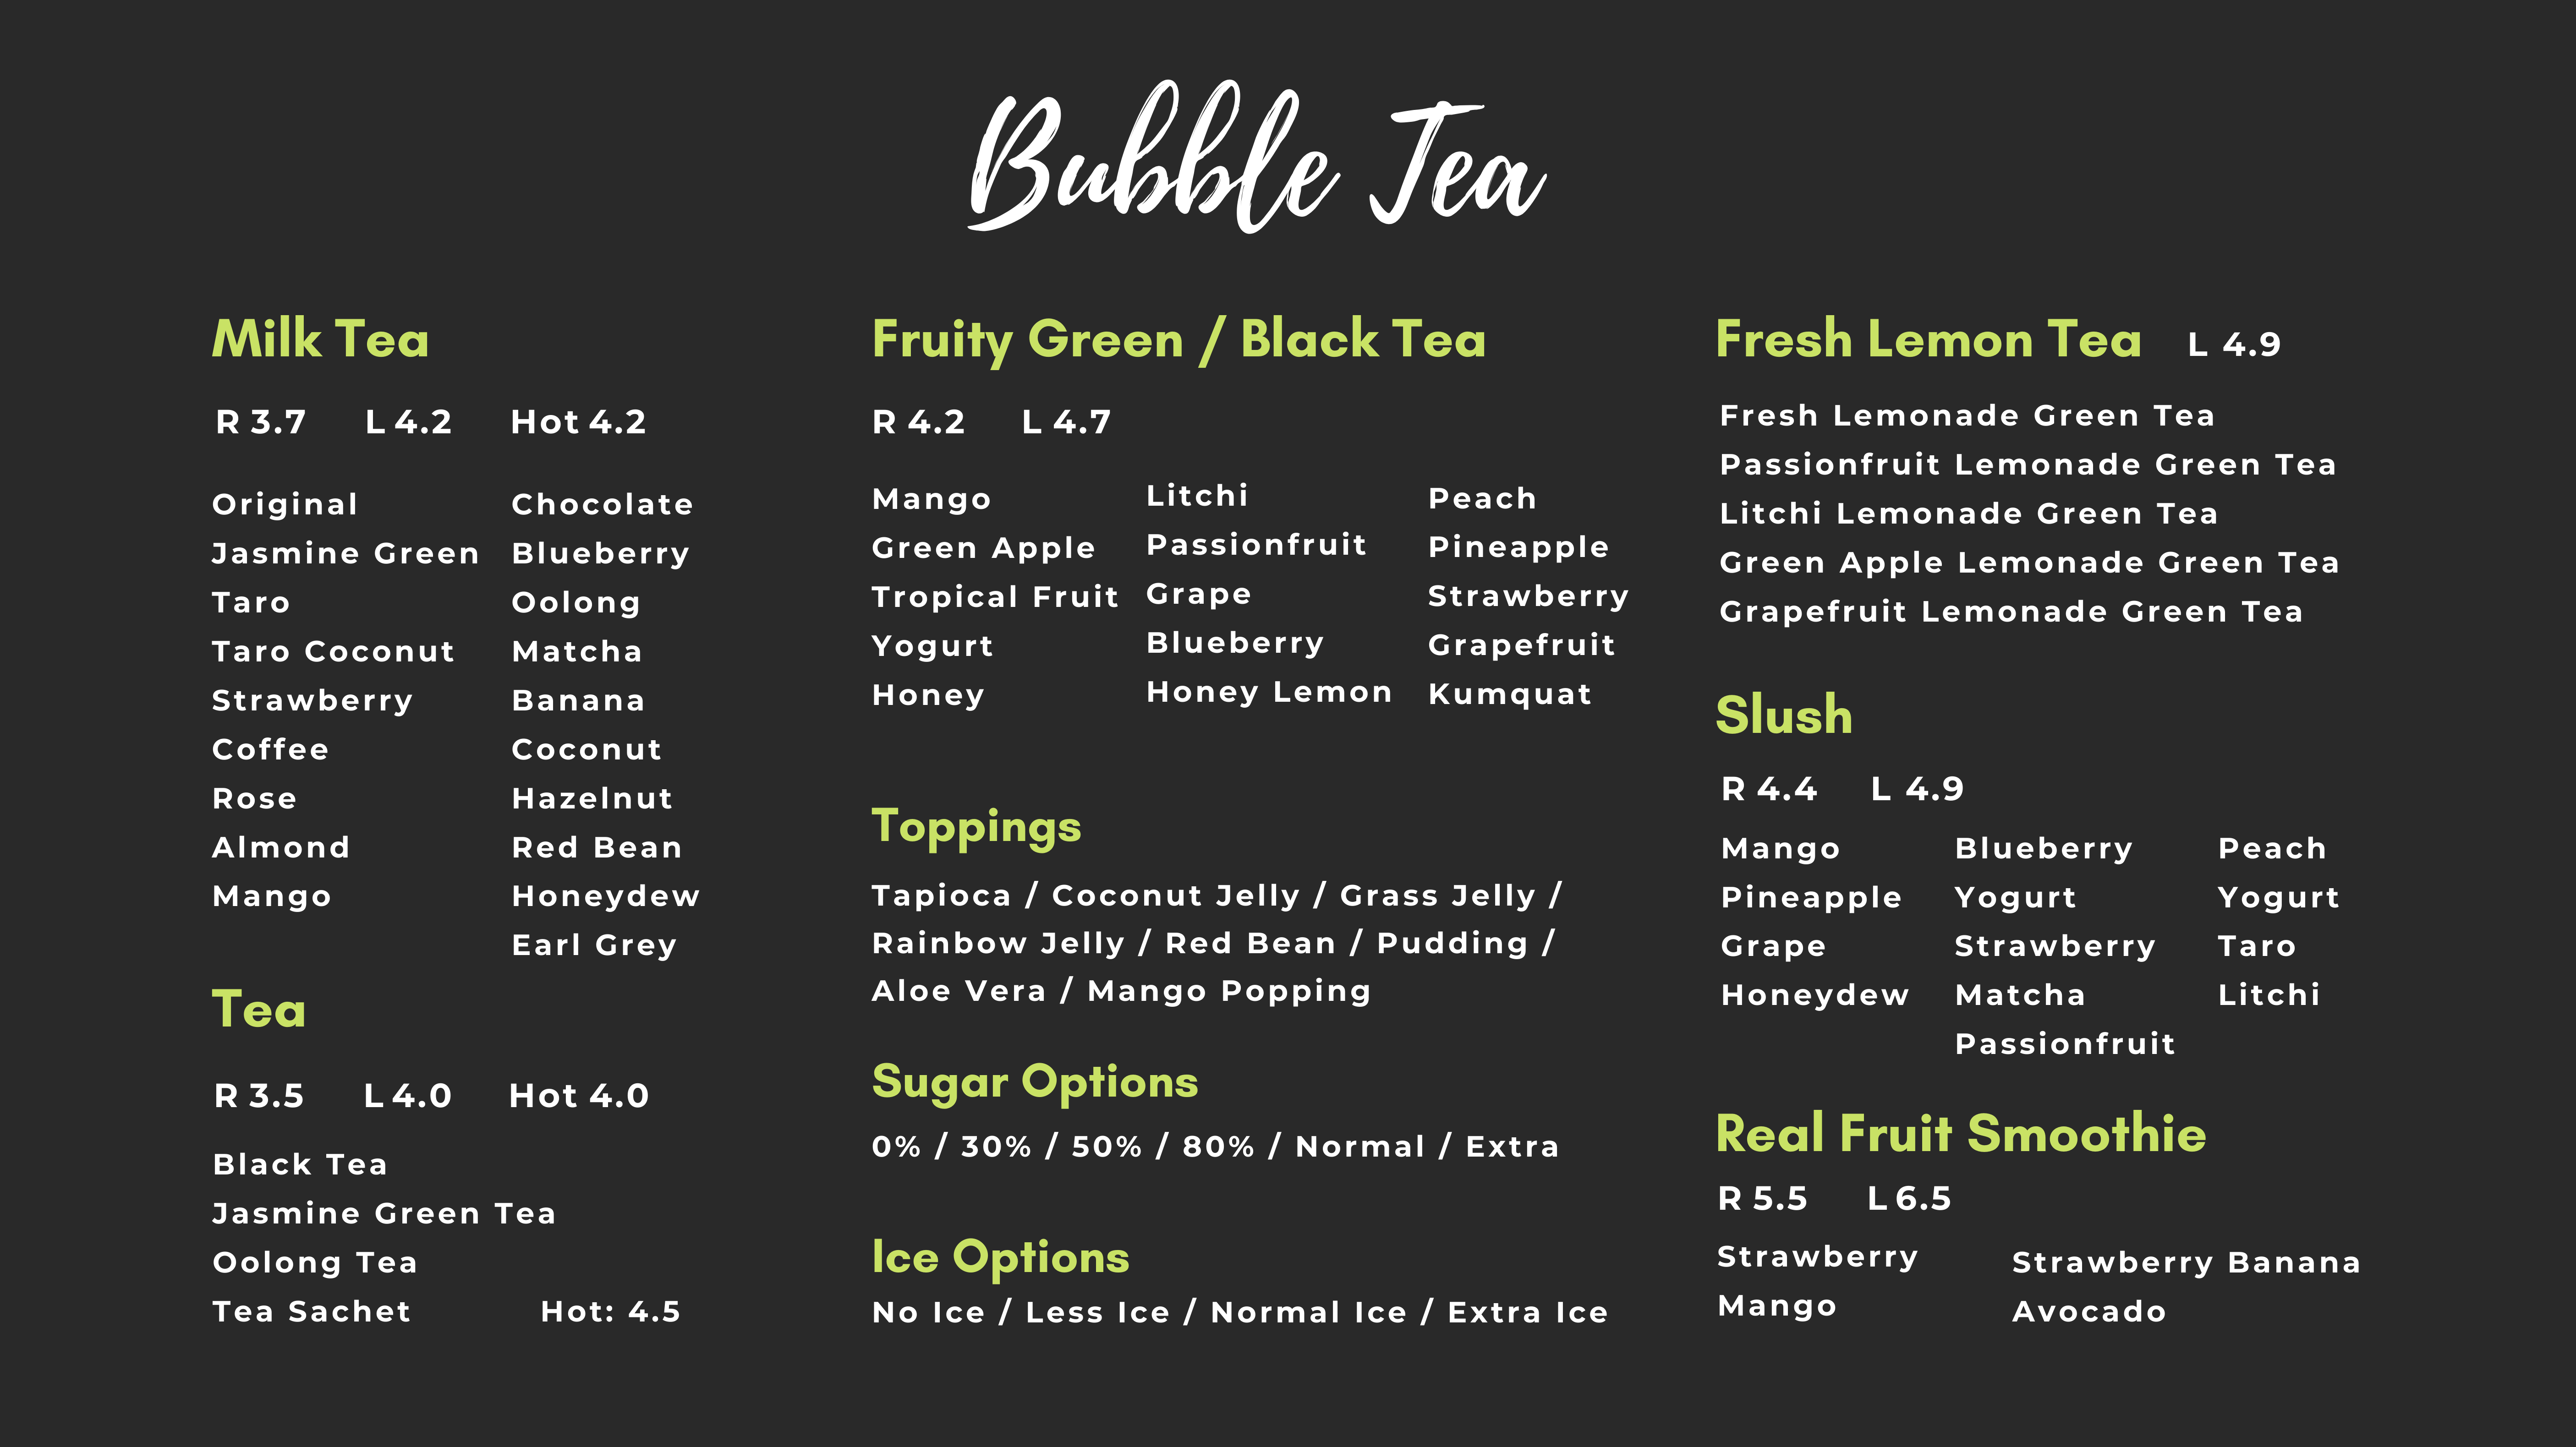 Bubble Tea
Milk Tea
R 3.7 L 4.2 Hot 4.2
Original
Jasmine Green
Taro
Taro Coconut
Strawberry
Coffee
Rose
Almond
Mango
Chocolate
Blueberry
Oolong
Matcha
Banana
Coconut
Hazelnut
Red Bean
Honeydew
Earl Grey
Tea
R 3.5 L 4.0 Hot 4.0
Black Tea
Jasmine Green Tea
Oolong Tea
Tea Sachet Hot: 4.5
Fruity Green / Black Tea
R 4.2 L 4.7
Mango
Green Apple
Tropical Fruit
Yogurt
Honey
Litchi
Passionfruit
Grape
Blueberry
Honey Lemon
Peach
Pineapple
Strawberry
Grapefruit
Kumquat
Toppings
Tapioca / Coconut Jelly / Grass Jelly /
Rainbow Jelly / Red Bean / Pudding /
Aloe Vera / Mango Popping
Sugar Options
0% / 30% / 50% / 80% / Normal / Extra
Ice Options
No Ice / Less Ice / Normal Ice / Extra Ice
Fresh Lemon Tea L 4.9
Fresh Lemonade Green Tea
Passionfruit Lemonade Green Tea
Litchi Lemonade Green Tea
Green Apple Lemonade Green Tea
Grapefruit Lemonade Green Tea
Slush
R 4.4 L 4.9
Mango
Pineapple
Grape
Honeydew
Blueberry
Yogurt
Strawberry
Matcha
Passionfruit
Peach
Yogurt
Taro
Litchi
Real Fruit Smoothie
R 5.5 L 6.5
Strawberry
Mango
Strawberry Banana
Avocado